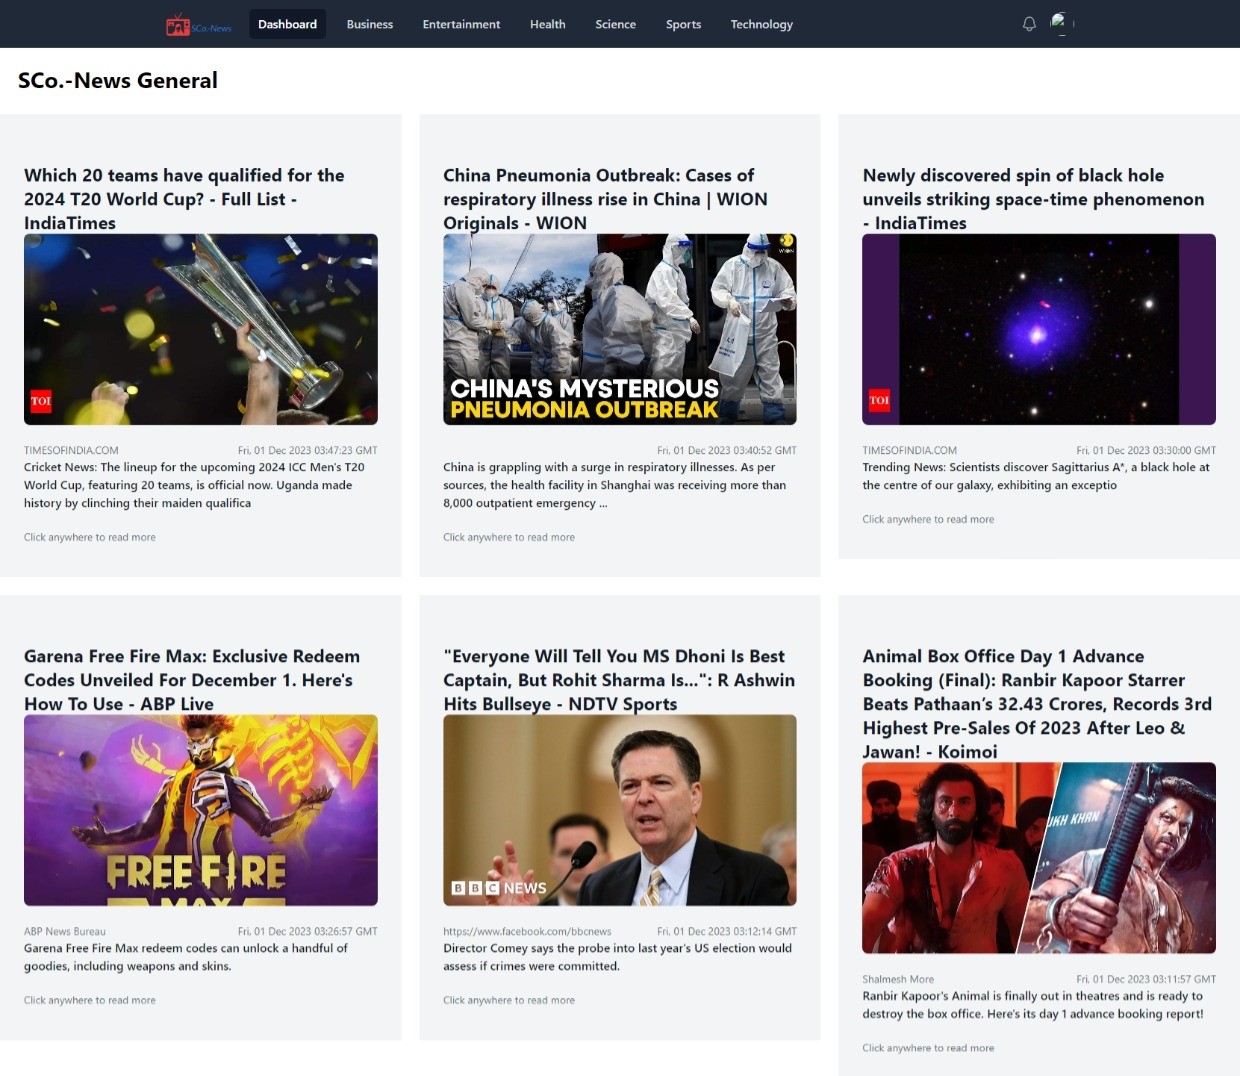 SCo.-News
Dashboard
Business
Entertainment
Health
Science
Sports
Technology
SCo.-News General
Which 20 teams have qualified for the
2024 T20 World Cup? - Full List -
IndiaTimes
TOI
TIMESOFINDIA.COM
Fri, 01 Dec 2023 03:47:23 GMT
Cricket News: The lineup for the upcoming 2024 ICC Men's T20
World Cup, featuring 20 teams, is official now. Uganda made
history by clinching their maiden qualifica
Click anywhere to read more
China Pneumonia Outbreak: Cases of
respiratory illness rise in China | WION
Originals - WION
WION
CHINA'S MYSTERIOUS
PNEUMONIA OUTBREAK
Fri, 01 Dec 2023 03:40:52 GMT
China is grappling with a surge in respiratory illnesses. As per
sources, the health facility in Shanghai was receiving more than
8,000 outpatient emergency ...
Click anywhere to read more
Newly discovered spin of black hole
unveils striking space-time phenomenon
- IndiaTimes
TOI
TIMESOFINDIA.COM
Fri, 01 Dec 2023 03:30:00 GMT
Trending News: Scientists discover Sagittarius A*, a black hole at
the centre of our galaxy, exhibiting an exceptio
Click anywhere to read more
Garena Free Fire Max: Exclusive Redeem
Codes Unveiled For December 1. Here's
How To Use - ABP Live
FREE FIRE
MAX
ABP News Bureau
Fri, 01 Dec 2023 03:26:57 GMT
Garena Free Fire Max redeem codes can unlock a handful of
goodies, including weapons and skins.
Click anywhere to read more
"Everyone Will Tell You MS Dhoni Is Best
Captain, But Rohit Sharma Is...": R Ashwin
Hits Bullseye - NDTV Sports
BBC NEWS
https://www.facebook.com/bbcnews
Fri, 01 Dec 2023 03:12:14 GMT
Director Comey says the probe into last year's US election would
assess if crimes were committed.
Click anywhere to read more
Animal Box Office Day 1 Advance
Booking (Final): Ranbir Kapoor Starrer
Beats Pathaan’s 32.43 Crores, Records 3rd
Highest Pre-Sales Of 2023 After Leo &
Jawan! - Koimoi
UKH KHAN
Shalmesh More
Fri, 01 Dec 2023 03:11:57 GMT
Ranbir Kapoor's Animal is finally out in theatres and is ready to
destroy the box office. Here's its day 1 advance booking report!
Click anywhere to read more